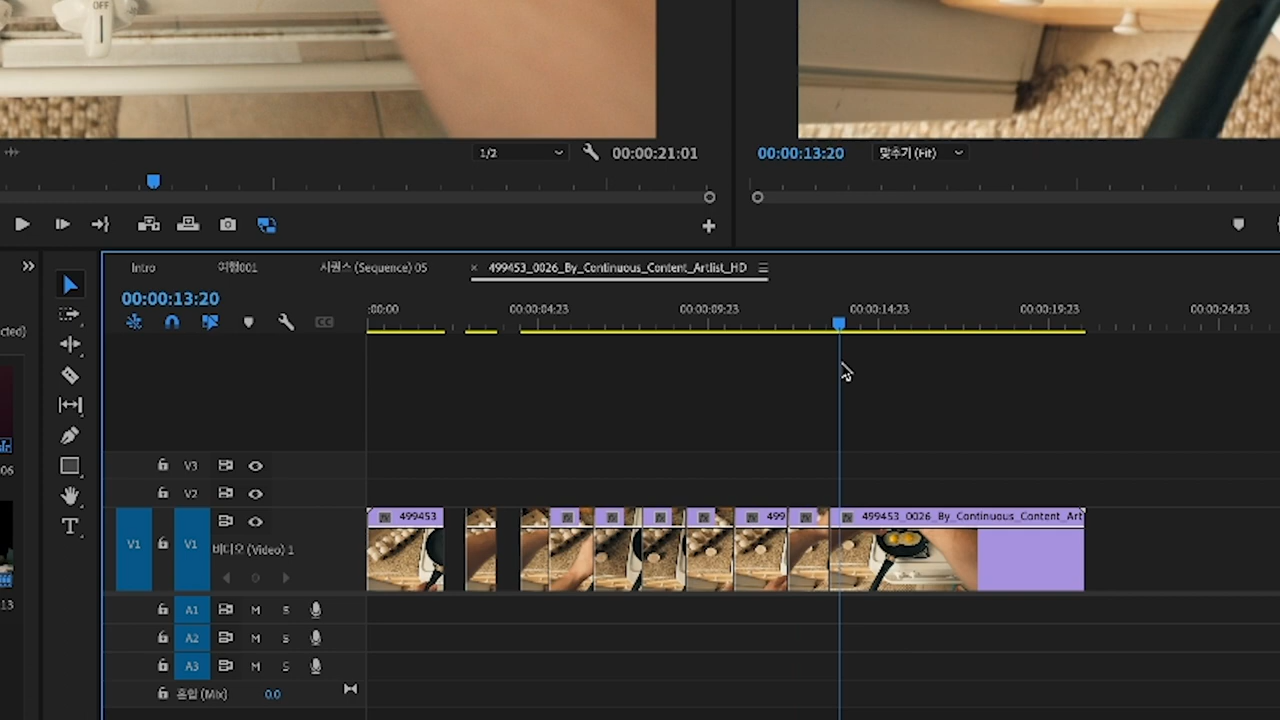 OFF
1/2
00:00:21:01
00:00:13:20
맞추기 (Fit)
Intro
여행001
시퀀스 (Sequence) 05
× 499453_0026_By_Continuous_Content_Artlist_HD
00:00:13:20
:00:00
00:00:04:23
00:00:09:23
00:00:14:23
00:00:19:23
00:00:24:23
cted)
06
13
V3
V2
499453
499
499453_0026_By_Continuous_Content_Art
V1
V1
비디오 (Video) 1
A1
M
S
A2
M
S
A3
M
S
혼합 (Mix)
0.0